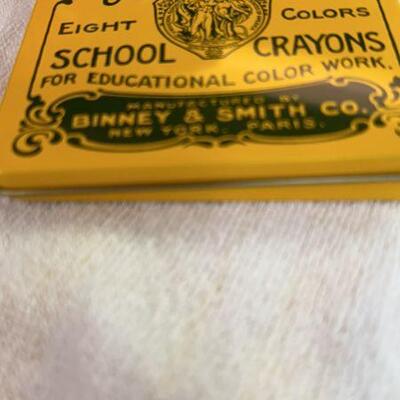 EIGHT COLORS
SCHOOL CRAYONS
FOR EDUCATIONAL COLOR WORK.
MANUFACTURED BY
BINNEY & SMITH CO.
NEW YORK. PARIS.